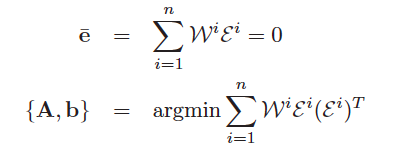 ē = ∑_{i=1}^{n} 𝒲^i ℰ^i = 0
{A, b} = argmin ∑_{i=1}^{n} 𝒲^i ℰ^i (ℰ^i)^T